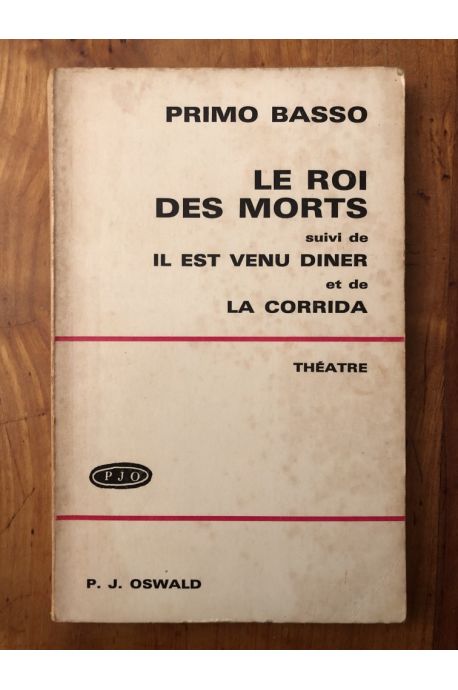 PRIMO BASSO
LE ROI
DES MORTS
suivi de
IL EST VENU DINER
et de
LA CORRIDA
THÉATRE
PJO
P. J. OSWALD